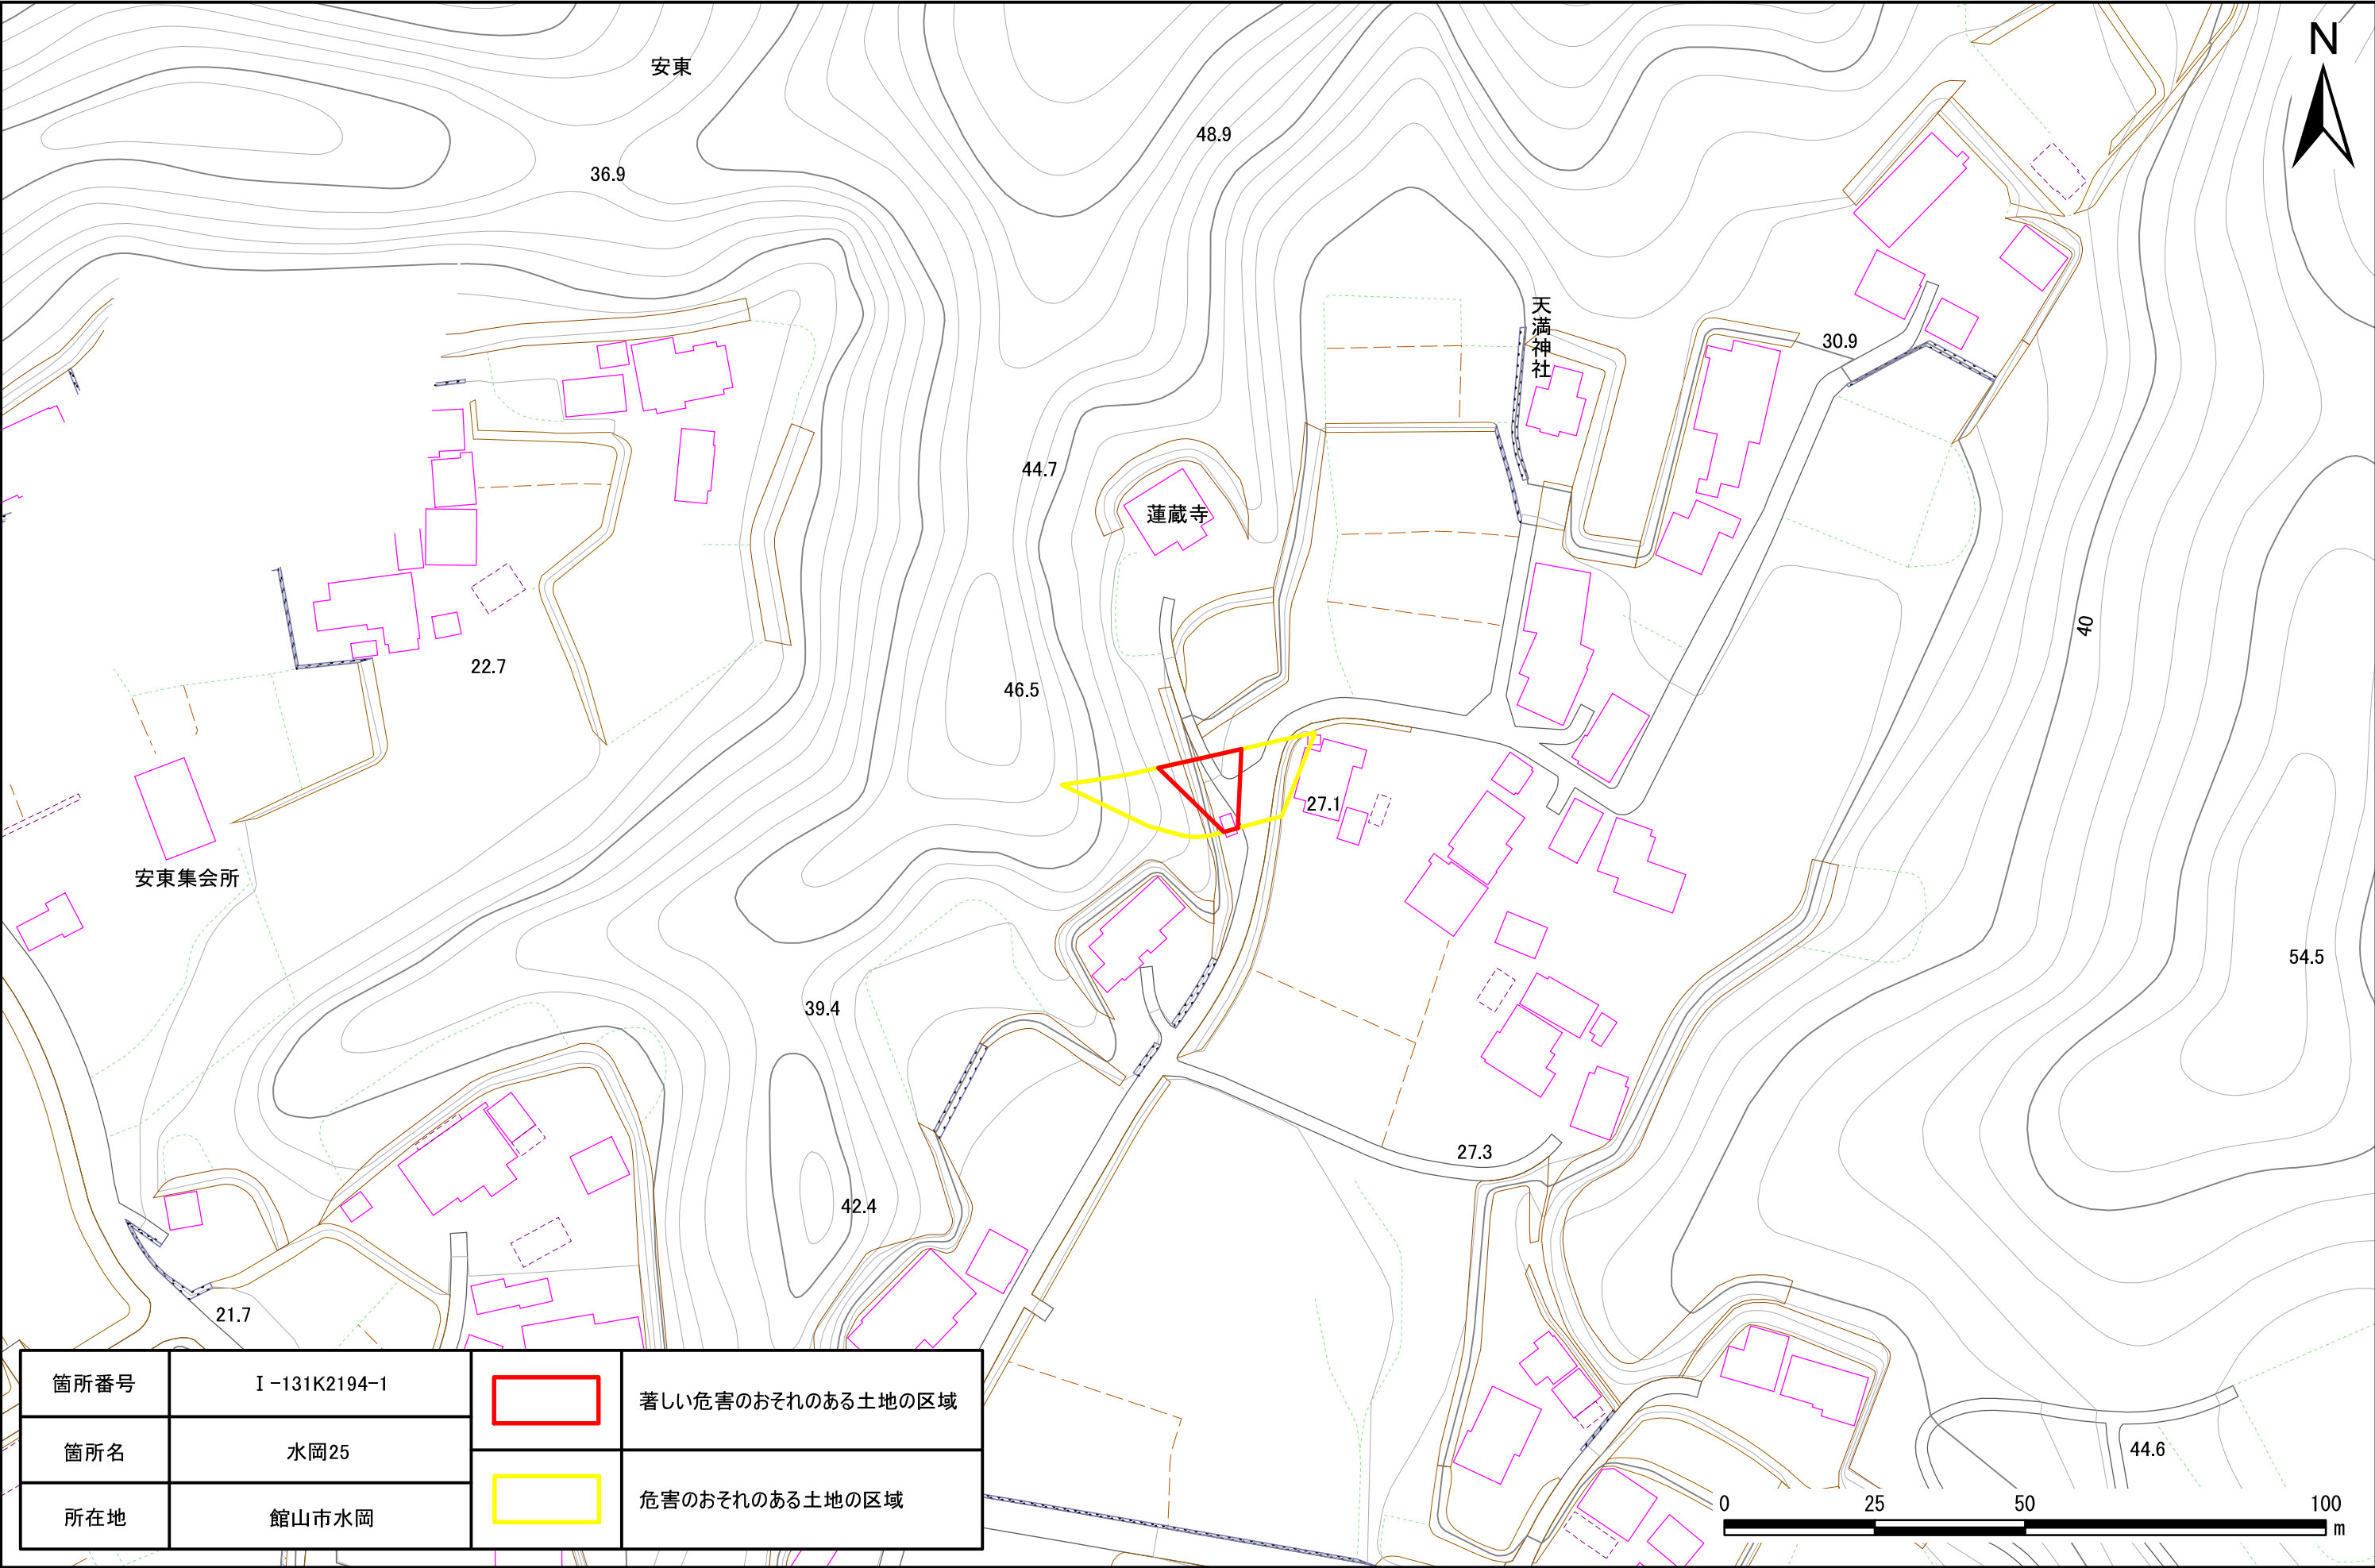 安東
N
48.9
36.9
天満神社
30.9
44.7
蓮蔵寺
40
22.7
46.5
27.1
安東集会所
54.5
39.4
27.3
42.4
21.7
箇所番号 Ⅰ-131K2194-1
著しい危害のおそれのある土地の区域
箇所名 水岡25
危害のおそれのある土地の区域
所在地 館山市水岡
44.6
0 25 50 100
m